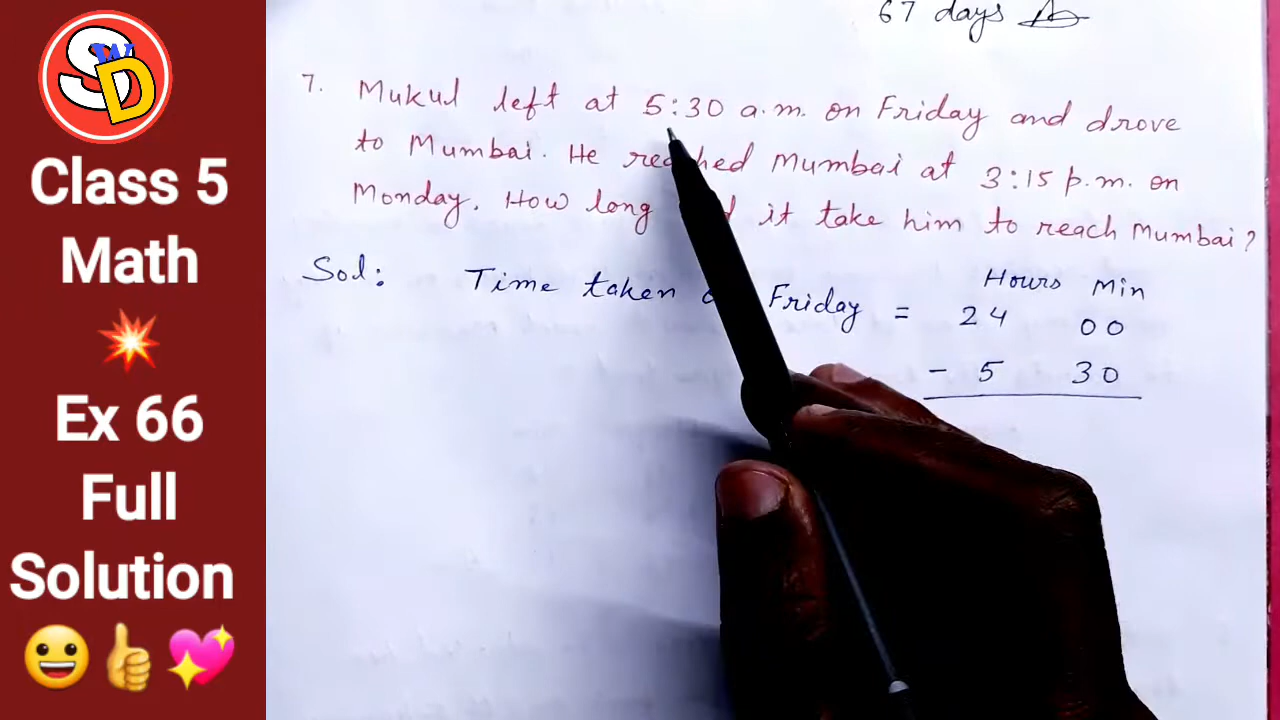 SWD
Class 5
Math
💥
Ex 66
Full
Solution
😀👍💖
67 days
7. Mukul left at 5:30 a.m. on Friday and drove
to Mumbai. He reached Mumbai at 3:15 p.m. on
Monday. How long it take him to reach Mumbai?
Sol: Time taken Friday = Hours Min
24 00
- 5 30